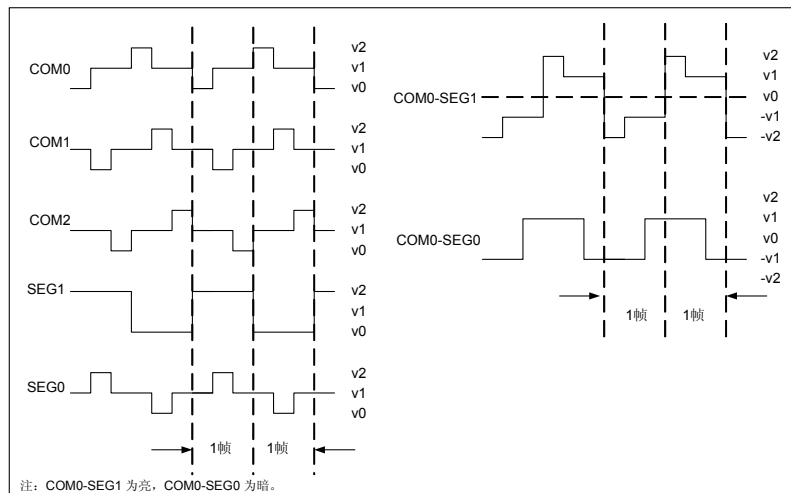 COM0
v2
v1
v0
COM1
v2
v1
v0
COM2
v2
v1
v0
SEG1
v2
v1
v0
SEG0
v2
v1
v0
1帧
1帧
COM0-SEG1
v2
v1
v0
-v1
-v2
COM0-SEG0
v2
v1
v0
-v1
-v2
1帧
1帧
注：COM0-SEG1 为亮，COM0-SEG0 为暗。